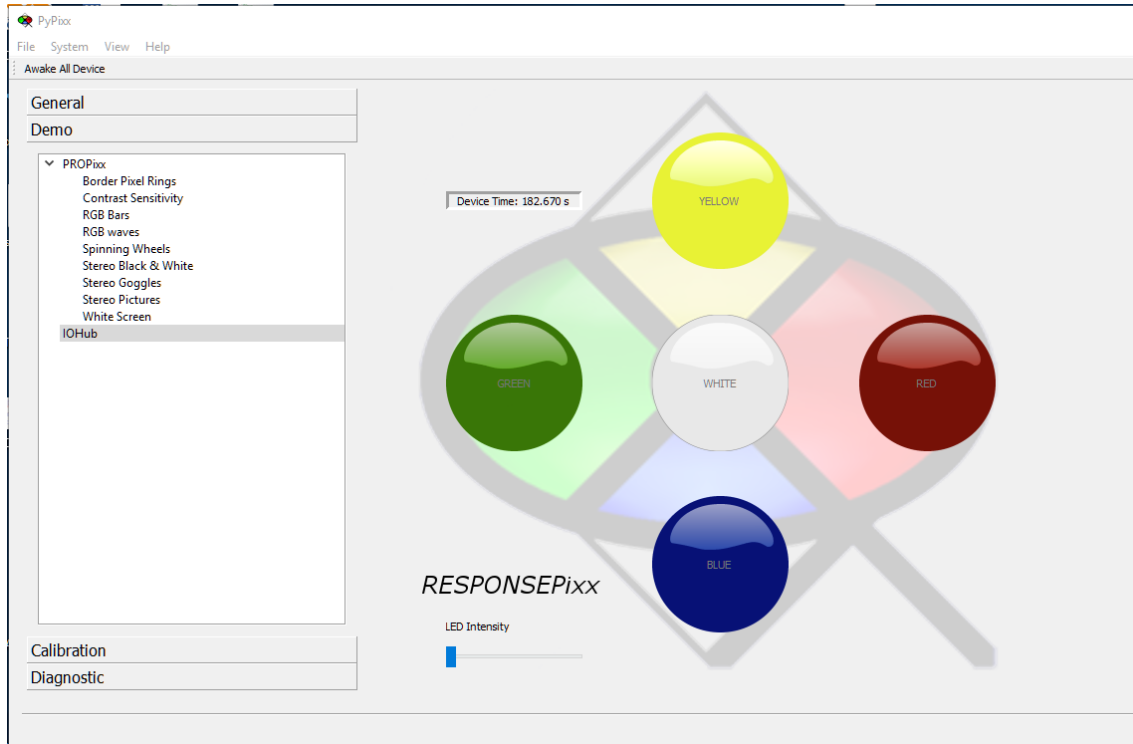 PyPixx
File System View Help
Awake All Device
General
Demo
PROPixx
Border Pixel Rings
Contrast Sensitivity
RGB Bars
RGB waves
Spinning Wheels
Stereo Black & White
Stereo Goggles
Stereo Pictures
White Screen
IOHub
Calibration
Diagnostic
Device Time: 182.670 s
YELLOW
GREEN
WHITE
RED
BLUE
RESPONSEPixx
LED Intensity